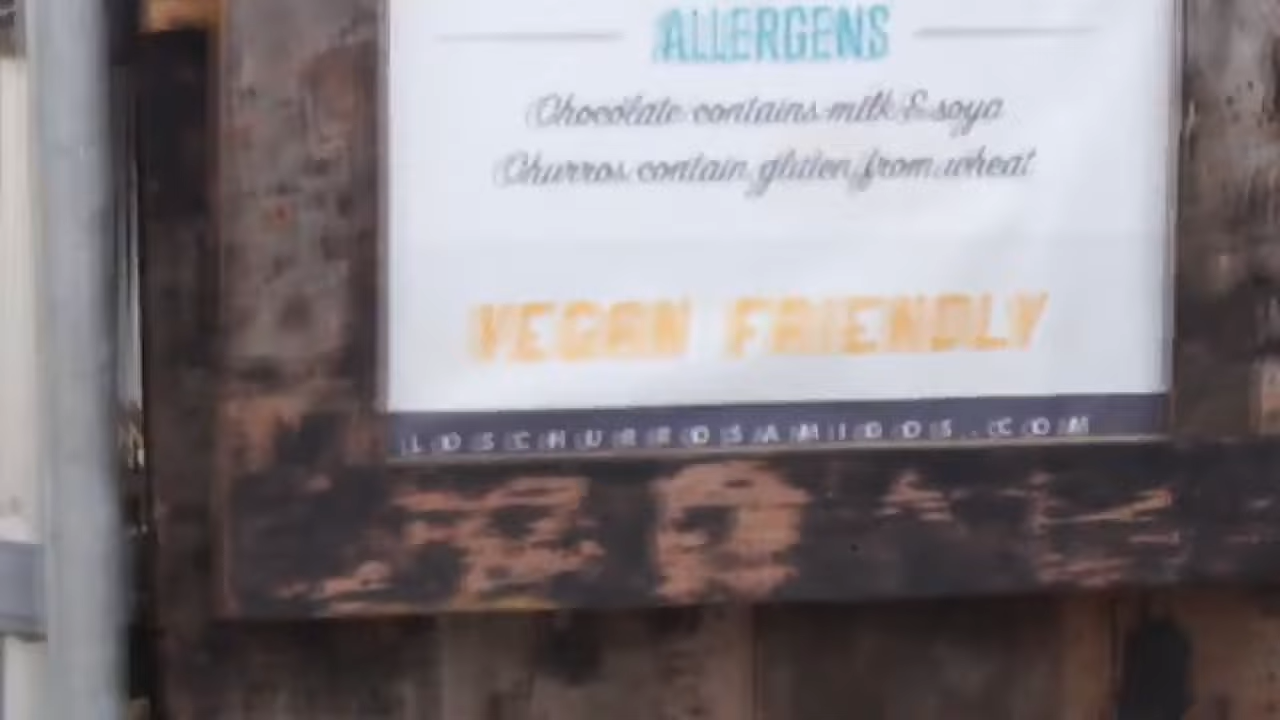 ALLERGENS
Chocolate contains milk & soya
Churros contain gluten from wheat
VEGAN FRIENDLY
LOSCHURROSAMIGOS.COM